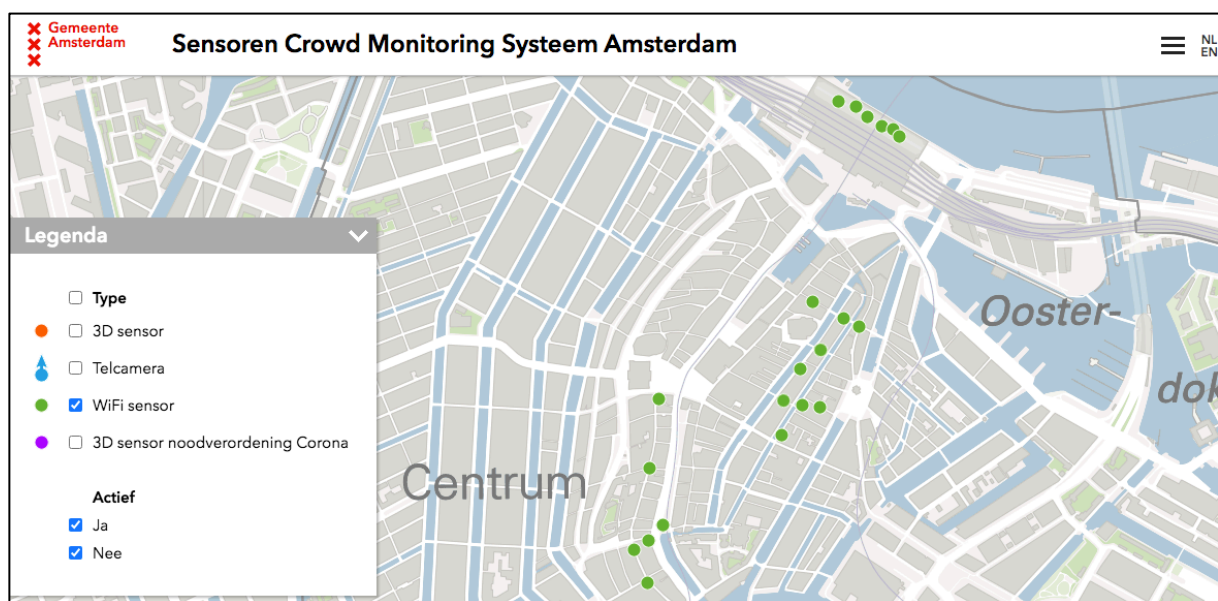 Gemeente
Amsterdam
Sensoren Crowd Monitoring Systeem Amsterdam
NL
EN
Legenda
Type
3D sensor
Telcamera
WiFi sensor
3D sensor noodverordening Corona
Actief
Ja
Nee
Centrum
Ooster-
dok